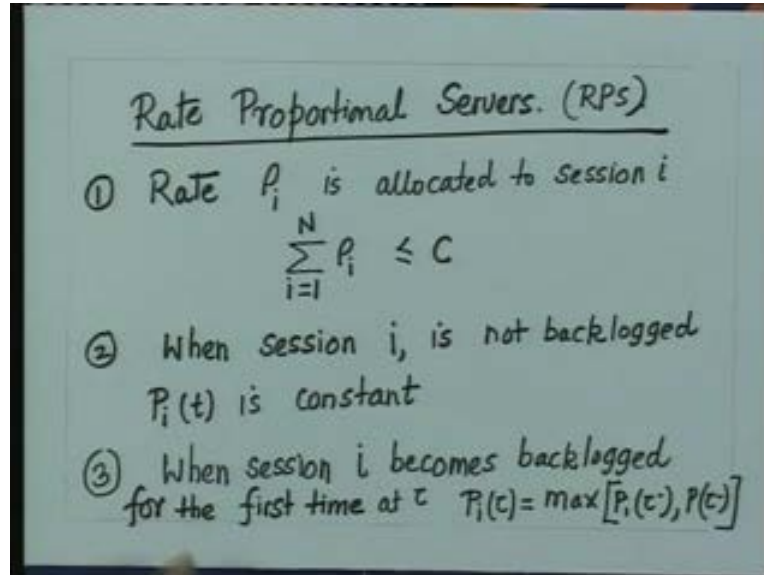 Rate Proportional Servers. (RPS)
① Rate ρᵢ is allocated to session i
N
∑ ρᵢ ≤ C
i=1
② When session i, is not backlogged
Pᵢ(t) is constant
③ When session i becomes backlogged
for the first time at τ Pᵢ(τ) = max[Pᵢ(τ⁻), P(τ⁻)]